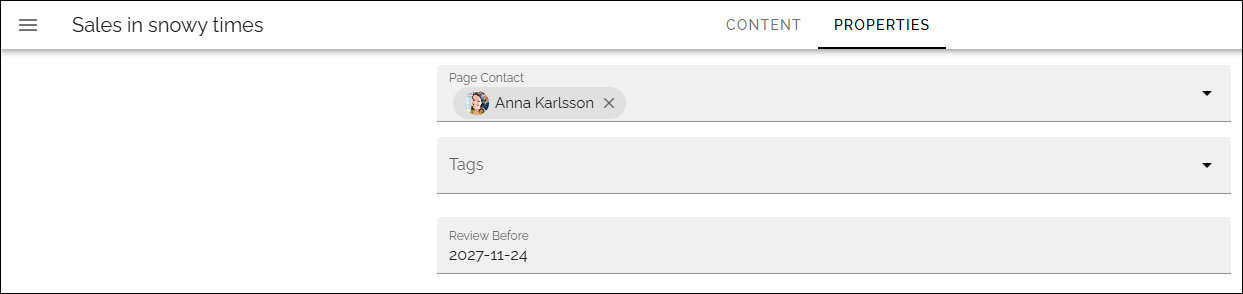 Sales in snowy times
CONTENT
PROPERTIES
Page Contact
Anna Karlsson
Tags
Review Before
2027-11-24